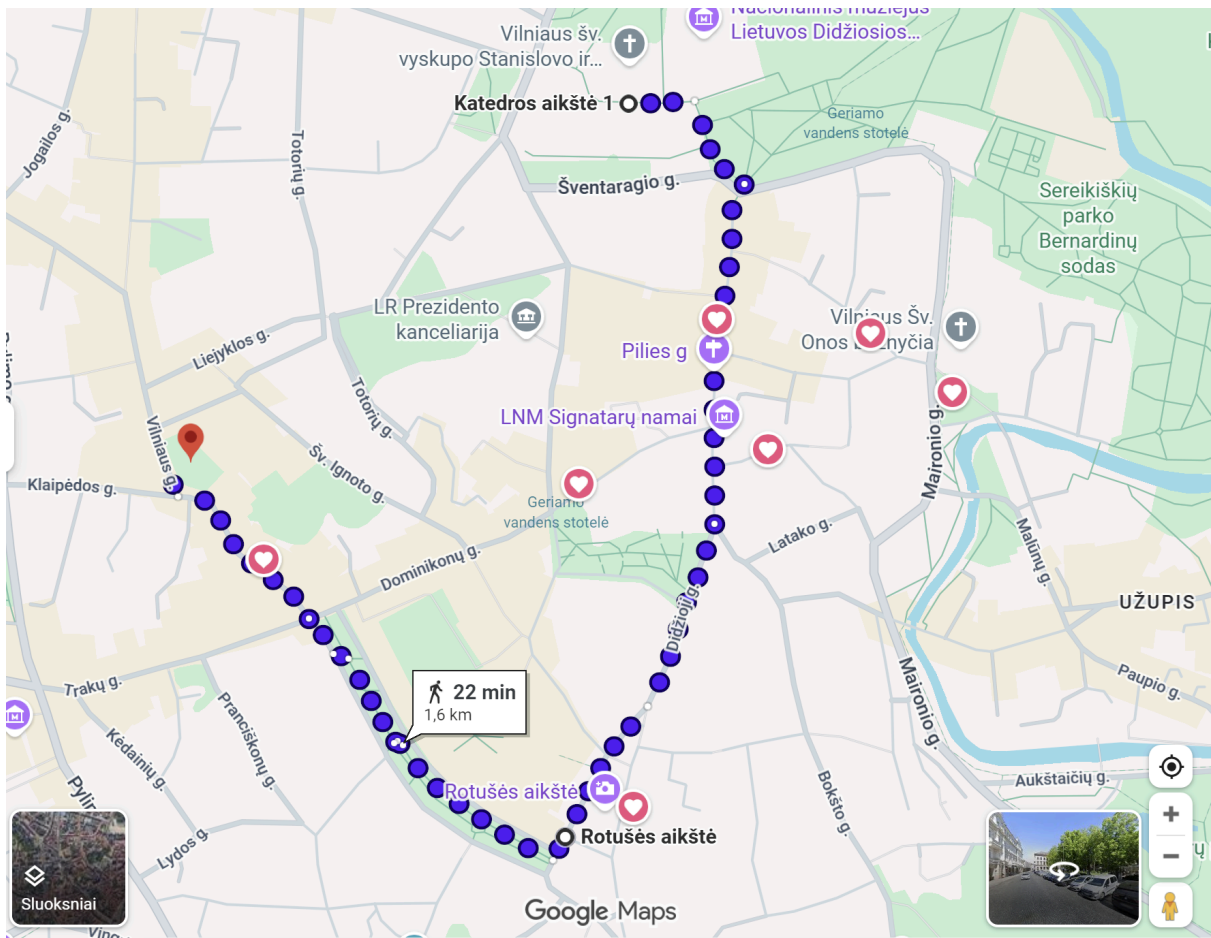 Nacionalinis muziejus
Lietuvos Didžiosios…
Vilniaus šv.
vyskupo Stanislovo ir…
Katedros aikštė 1
Geriamo
vandens stotelė
Jogailos g.
Totorių g.
Šventaragio g.
Sereikiškių
parko
Bernardinų
sodas
LR Prezidento
kanceliarija
Vilniaus Šv.
Onos bažnyčia
Liejyklos g.
Pilies g
Totorių g.
LNM Signatarų namai
Maironio g.
Vilniaus g.
Šv. Ignoto g.
Klaipėdos g.
Geriamo
vandens stotelė
Latako g.
Malūnų g.
Dominikonų g.
UŽUPIS
Didžioji g.
Trakų g.
22 min
1,6 km
Pranciškonų g.
Maironio g.
Paupio g.
Kėdainių g.
Rotušės aikštė
Bokšto g.
Aukštaičių g.
Rotušės aikštė
Lydos g.
Sluoksniai
Google Maps